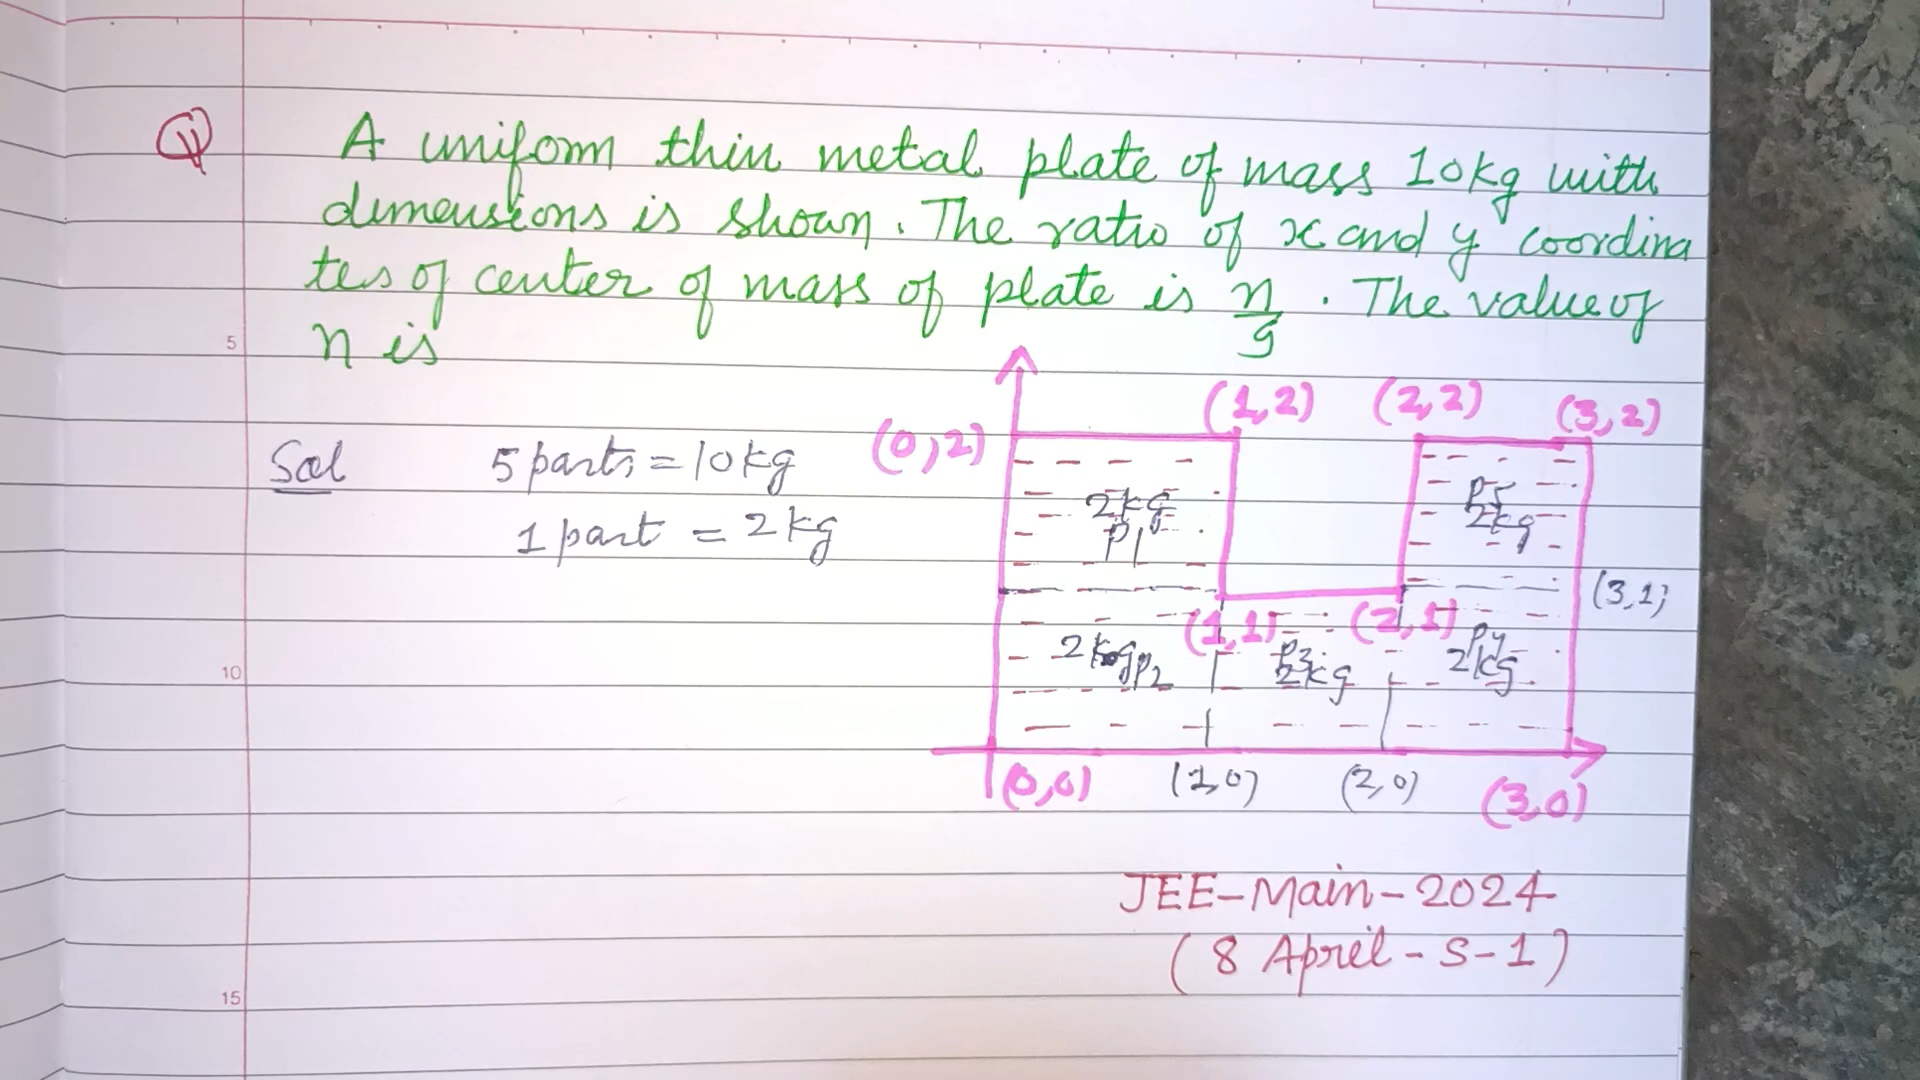 Q A uniform thin metal plate of mass 10kg with
dimensions is shown. The ratio of x and y coordina
tes of center of mass of plate is n/9. The value of
n is
5
(1,2) (2,2) (3,2)
(0,2)
Sol 5 parts = 10kg
1 part = 2kg
2kg
P1
P5
2kg
(3,1)
(1,1) (2,1)
2kg P2
P3
2kg
P4
2kg
10
(0,0) (1,0) (2,0) (3,0)
JEE-Main-2024
(8 April-S-1)
15